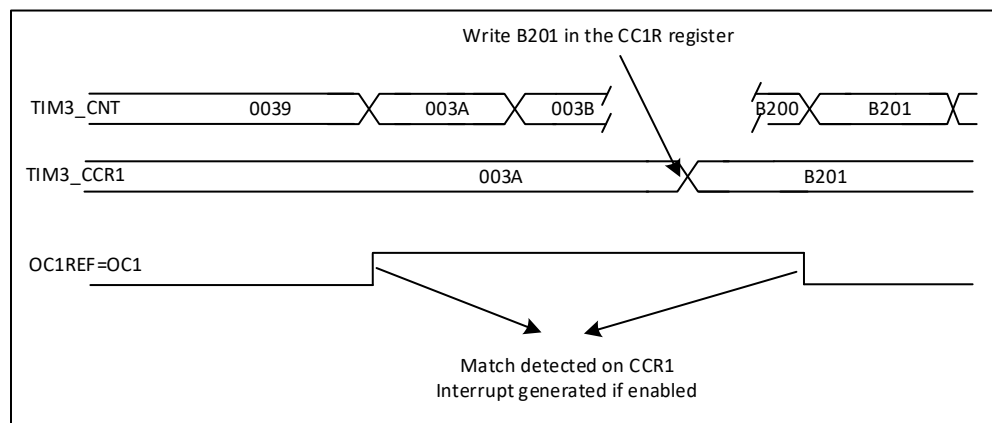 Write B201 in the CC1R register
TIM3_CNT 0039 003A 003B B200 B201
TIM3_CCR1 003A B201
OC1REF=OC1
Match detected on CCR1
Interrupt generated if enabled